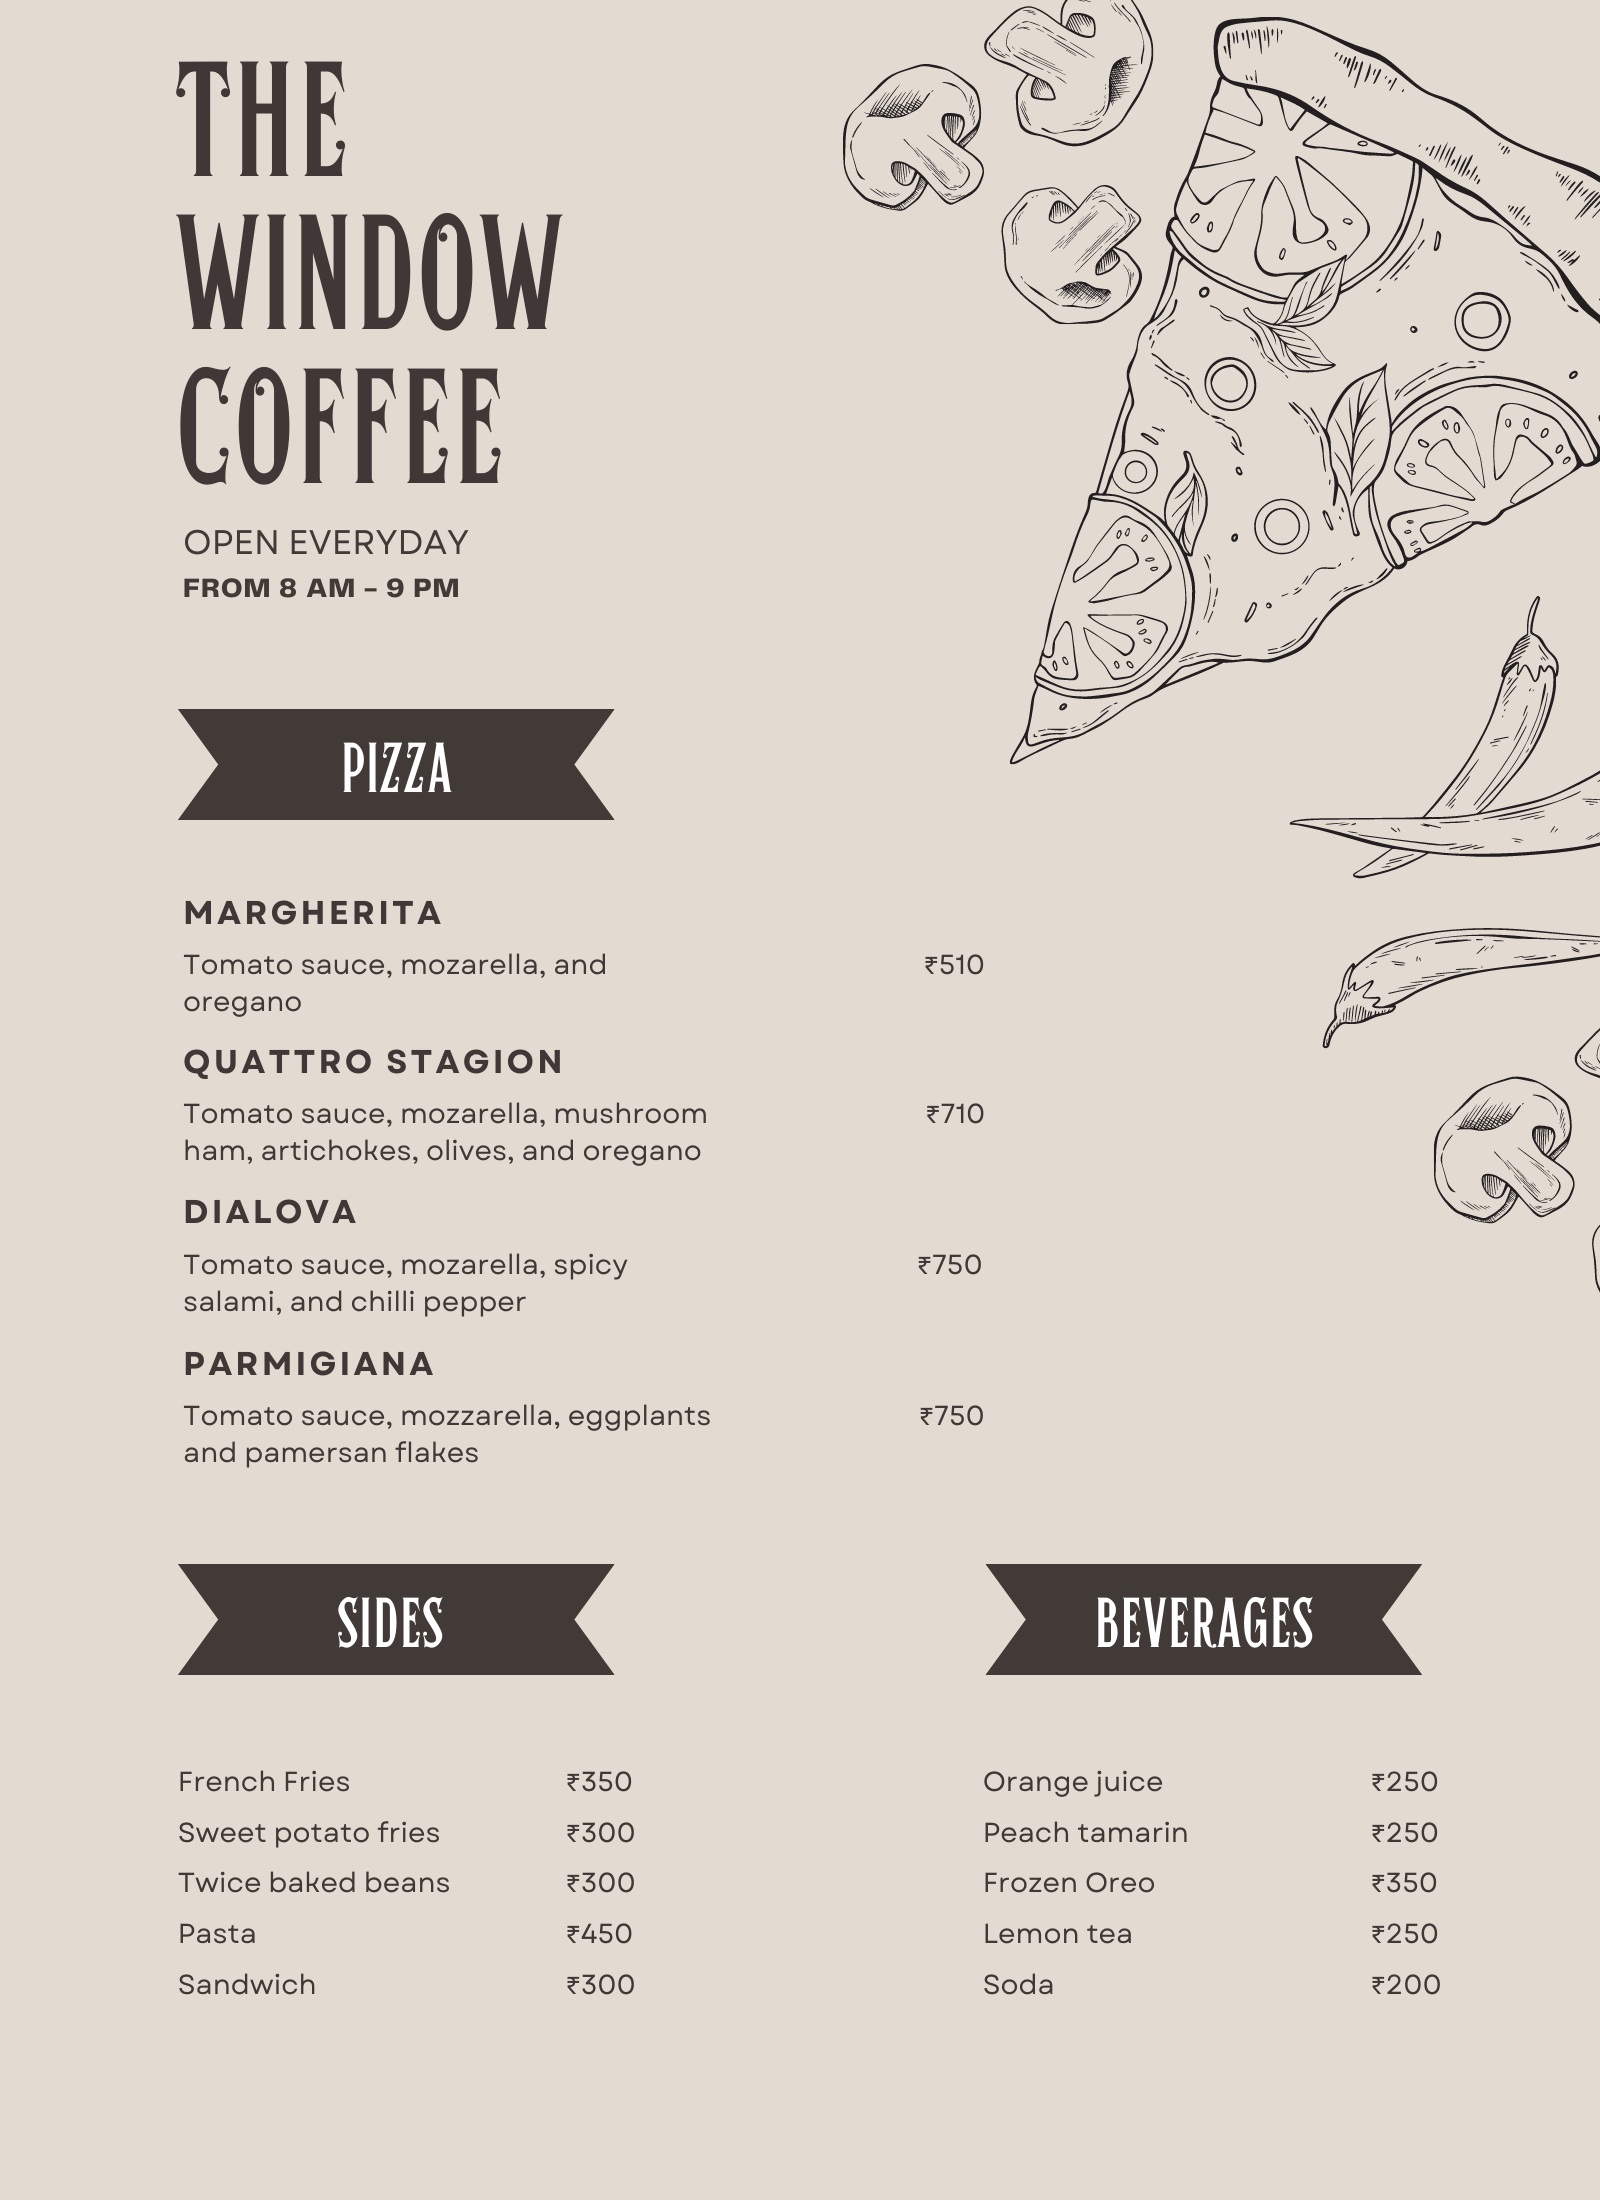 THE
WINDOW
COFFEE
OPEN EVERYDAY
FROM 8 AM – 9 PM
PIZZA
MARGHERITA
Tomato sauce, mozarella, and ₹510
oregano
QUATTRO STAGION
Tomato sauce, mozarella, mushroom ₹710
ham, artichokes, olives, and oregano
DIALOVA
Tomato sauce, mozarella, spicy ₹750
salami, and chilli pepper
PARMIGIANA
Tomato sauce, mozzarella, eggplants ₹750
and pamersan flakes
SIDES
French Fries ₹350
Sweet potato fries ₹300
Twice baked beans ₹300
Pasta ₹450
Sandwich ₹300
BEVERAGES
Orange juice ₹250
Peach tamarin ₹250
Frozen Oreo ₹350
Lemon tea ₹250
Soda ₹200